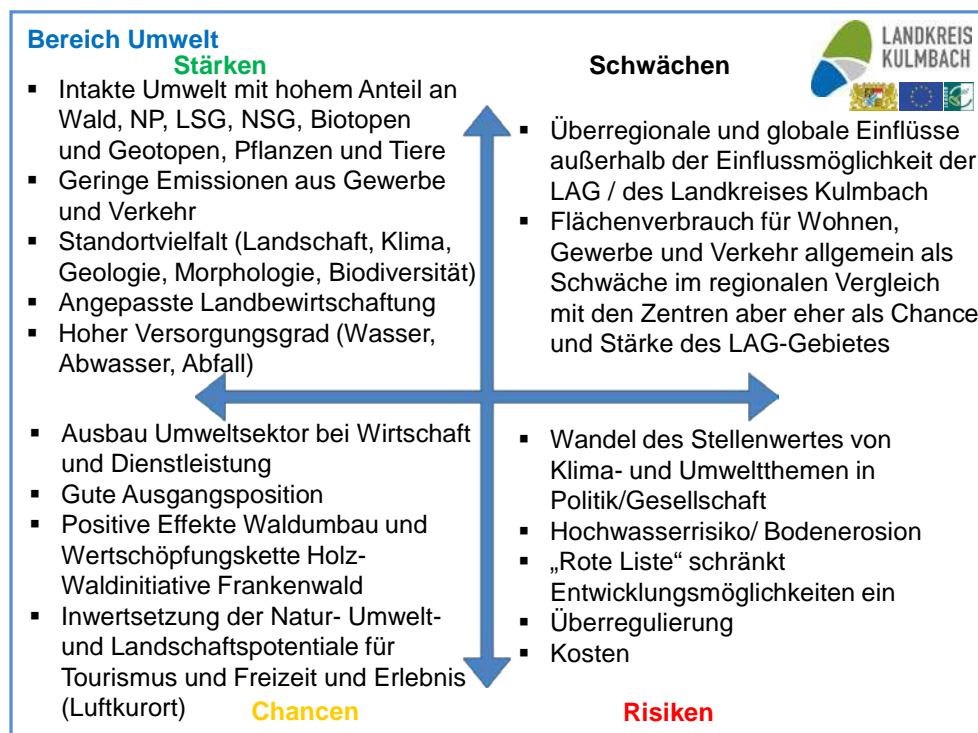 Bereich Umwelt
Stärken
▪ Intakte Umwelt mit hohem Anteil an
Wald, NP, LSG, NSG, Biotopen
und Geotopen, Pflanzen und Tiere
▪ Geringe Emissionen aus Gewerbe
und Verkehr
▪ Standortvielfalt (Landschaft, Klima,
Geologie, Morphologie, Biodiversität)
▪ Angepasste Landbewirtschaftung
▪ Hoher Versorgungsgrad (Wasser,
Abwasser, Abfall)
Schwächen
LANDKREIS
KULMBACH
▪ Überregionale und globale Einflüsse
außerhalb der Einflussmöglichkeit der
LAG / des Landkreises Kulmbach
▪ Flächenverbrauch für Wohnen,
Gewerbe und Verkehr allgemein als
Schwäche im regionalen Vergleich
mit den Zentren aber eher als Chance
und Stärke des LAG-Gebietes
▪ Ausbau Umweltsektor bei Wirtschaft
und Dienstleistung
▪ Gute Ausgangsposition
▪ Positive Effekte Waldumbau und
Wertschöpfungskette Holz-
Waldinitiative Frankenwald
▪ Inwertsetzung der Natur- Umwelt-
und Landschaftspotentiale für
Tourismus und Freizeit und Erlebnis
(Luftkurort)
Chancen
▪ Wandel des Stellenwertes von
Klima- und Umweltthemen in
Politik/Gesellschaft
▪ Hochwasserrisiko/ Bodenerosion
▪ „Rote Liste“ schränkt
Entwicklungsmöglichkeiten ein
▪ Überregulierung
▪ Kosten
Risiken